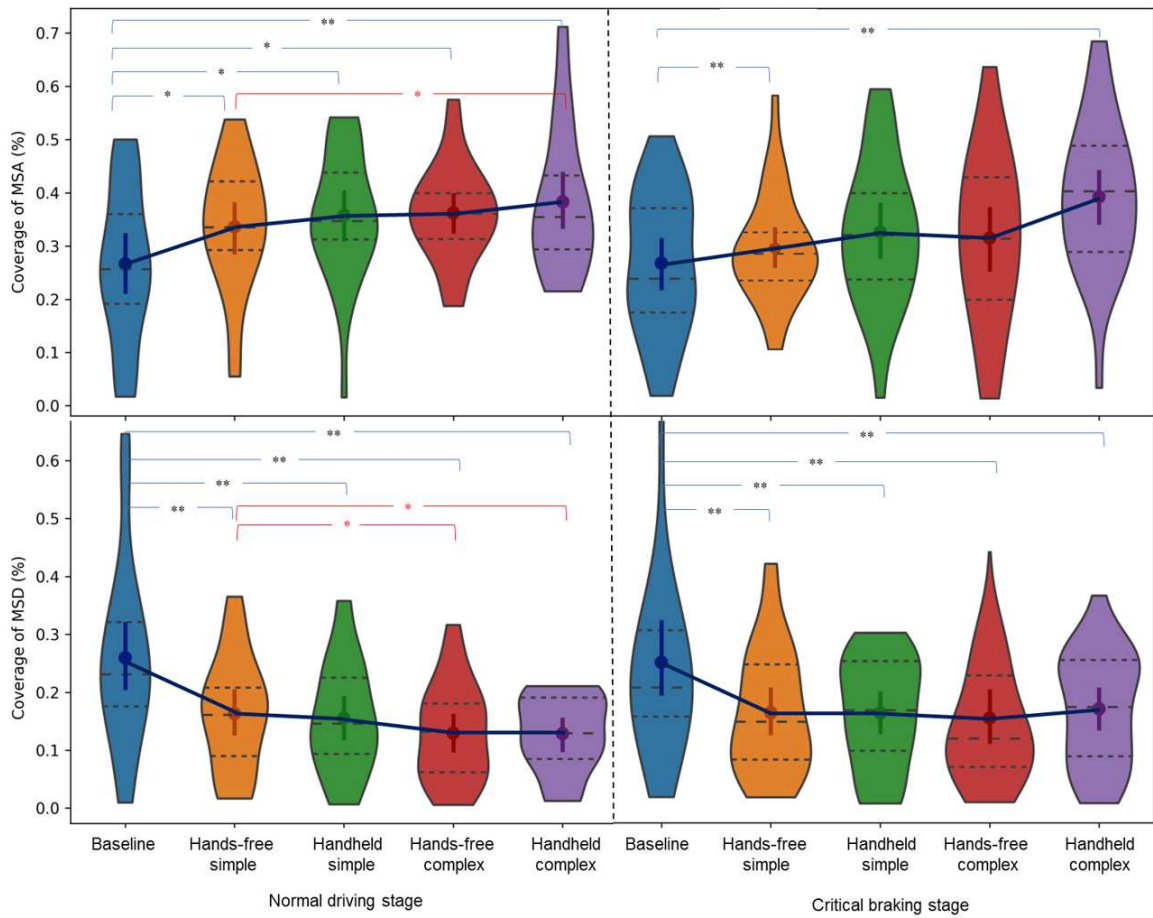 Coverage of MSA (%)
0.7
0.6
0.5
0.4
0.3
0.2
0.1
0.0
**
*
*
*
*
**
**
Coverage of MSD (%)
0.6
0.5
0.4
0.3
0.2
0.1
0.0
**
**
**
**
*
*
**
**
**
**
Baseline
Hands-free simple
Handheld simple
Hands-free complex
Handheld complex
Baseline
Hands-free simple
Handheld simple
Hands-free complex
Handheld complex
Normal driving stage
Critical braking stage